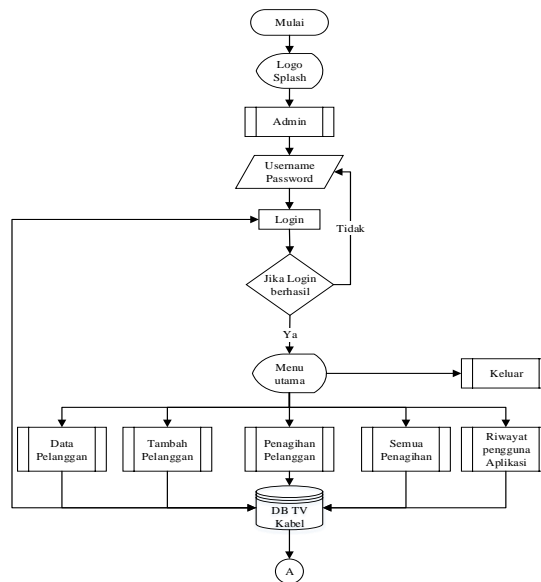 Mulai
Logo
Splash
Admin
Username
Password
Login
Tidak
Jika Login
berhasil
Ya
Menu
utama
Keluar
Data
Pelanggan
Tambah
Pelanggan
Penagihan
Pelanggan
Semua
Penagihan
Riwayat
pengguna
Aplikasi
DB TV
Kabel
A